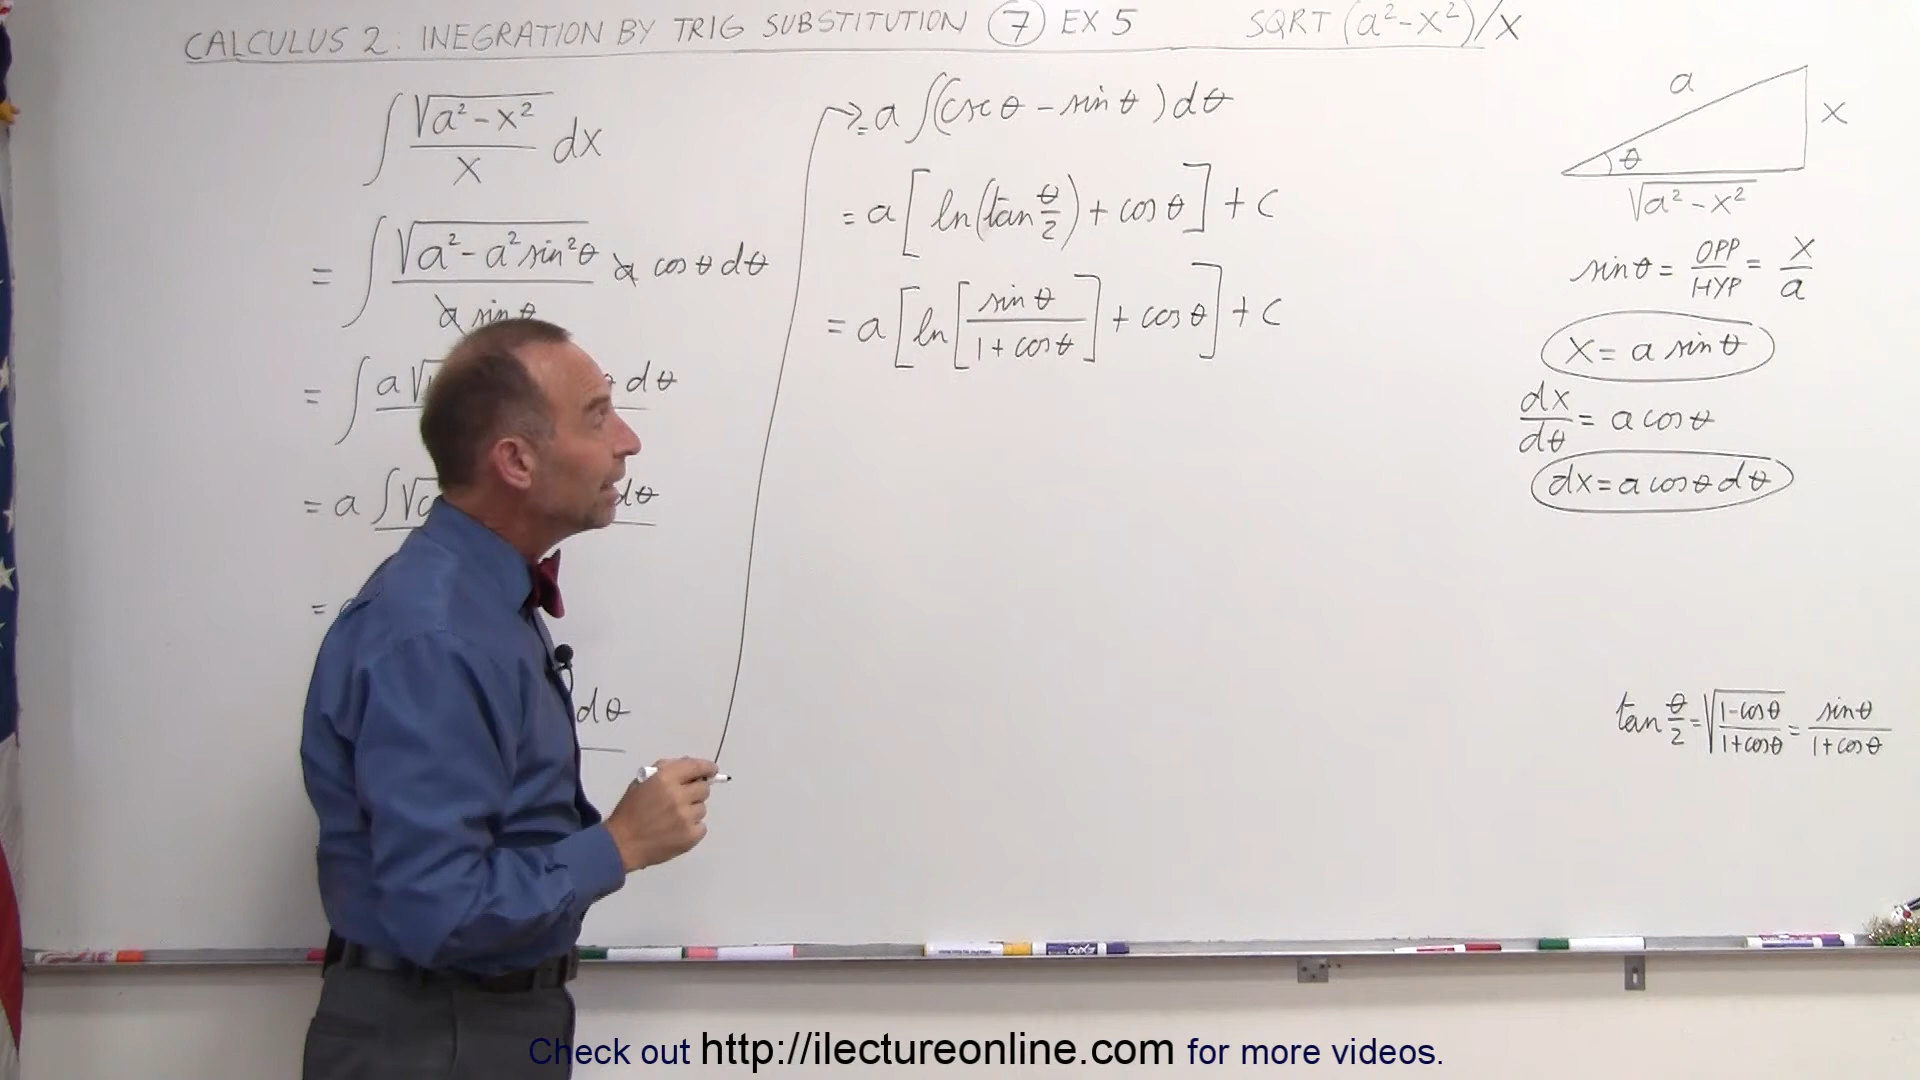 CALCULUS 2: INEGRATION BY TRIG SUBSTITUTION 7 EX 5 SQRT (a²-x²)/x
∫ √(a²-x²)/x dx
= ∫ √(a²-a²sin²θ)/(a sinθ) a cosθ dθ
= ∫ a√ dθ
= a ∫ √ dθ
=
dθ
= a ∫(cscθ - sinθ)dθ
= a[ln(tan θ/2) + cosθ] + C
= a[ln[sinθ/(1+cosθ)] + cosθ] + C
a
x
θ
√(a²-x²)
sinθ = OPP/HYP = x/a
x = a sinθ
dx/dθ = a cosθ
dx = a cosθ dθ
tan θ/2 = √((1-cosθ)/(1+cosθ)) = sinθ/(1+cosθ)
Check out http://ilectureonline.com for more videos.